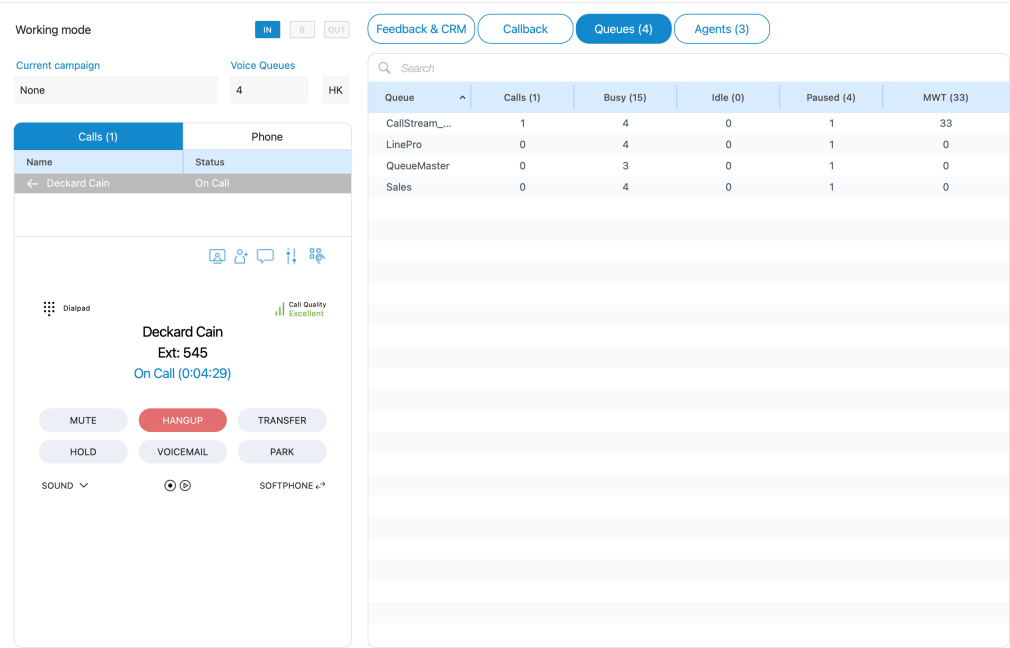 Working mode
IN
B
OUT
Current campaign
Voice Queues
None
4
HK
Calls (1)
Phone
Name
Status
Deckard Cain
On Call
Dialpad
Call Quality
Excellent
Deckard Cain
Ext: 545
On Call (0:04:29)
MUTE
HANGUP
TRANSFER
HOLD
VOICEMAIL
PARK
SOUND
SOFTPHONE
Feedback & CRM
Callback
Queues (4)
Agents (3)
Search
Queue Calls (1) Busy (15) Idle (0) Paused (4) MWT (33)
CallStream_... 1 4 0 1 33
LinePro 0 4 0 1 0
QueueMaster 0 3 0 1 0
Sales 0 4 0 1 0